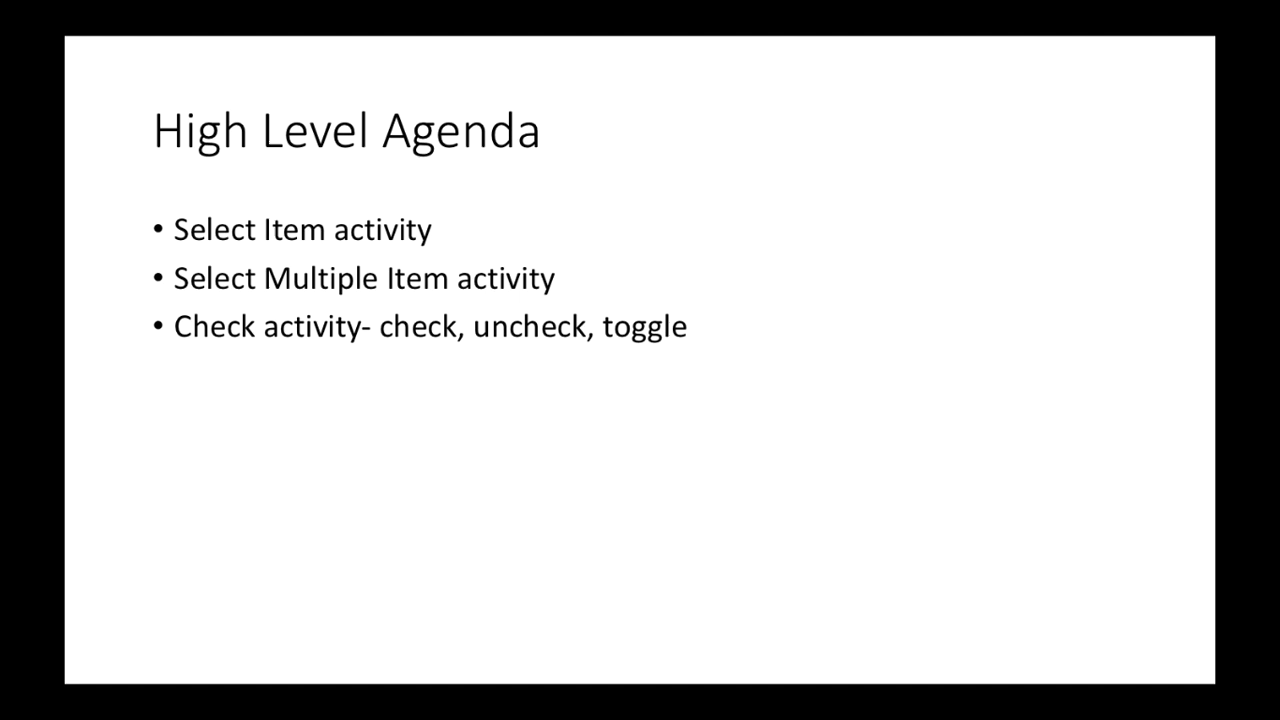 High Level Agenda
• Select Item activity
• Select Multiple Item activity
• Check activity- check, uncheck, toggle